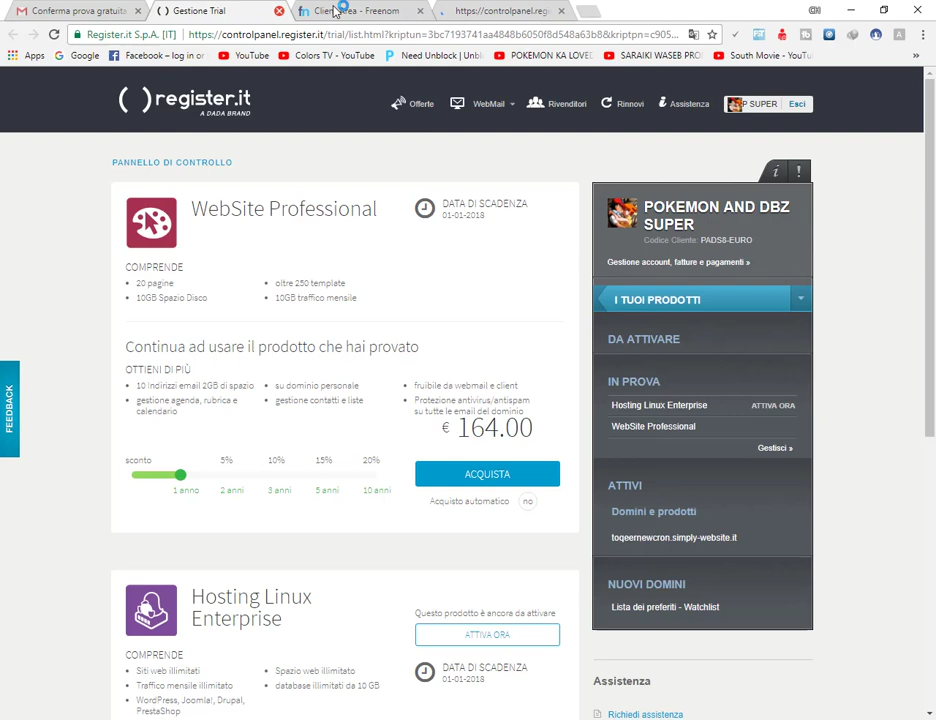 Conferma prova gratuita
Gestione Trial
Client Area - Freenom
https://controlpanel.regi
Register.it S.p.A. [IT]
https://controlpanel.register.it/trial/list.html?kriptun=3bc7193741aa4848b6050f8d548a63b8&kriptpn=c905...
Apps
Google
Facebook – log in or
YouTube
Colors TV - YouTube
Need Unblock | Unbl
POKEMON KA LOVE
SARAIKI WASEB PRO
South Movie - YouTu
»
register.it
A DADA BRAND
Offerte
WebMail
Rivenditori
Rinnovi
Assistenza
P SUPER
Esci
PANNELLO DI CONTROLLO
WebSite Professional
DATA DI SCADENZA
01-01-2018
COMPRENDE
20 pagine
oltre 250 template
10GB Spazio Disco
10GB traffico mensile
Continua ad usare il prodotto che hai provato
OTTIENI DI PIÙ
10 Indirizzi email 2GB di spazio
su dominio personale
fruibile da webmail e client
gestione agenda, rubrica e
calendario
gestione contatti e liste
Protezione antivirus/antispam
su tutte le email del dominio
€ 164.00
sconto
5%
10%
15%
20%
1 anno
2 anni
3 anni
5 anni
10 anni
ACQUISTA
Acquisto automatico
no
Hosting Linux
Enterprise
Questo prodotto è ancora da attivare
ATTIVA ORA
DATA DI SCADENZA
01-01-2018
COMPRENDE
Siti web illimitati
Spazio web illimitato
Traffico mensile illimitato
database illimitati da 10 GB
WordPress, Joomla!, Drupal,
PrestaShop
FEEDBACK
i
!
POKEMON AND DBZ
SUPER
Codice Cliente: PADS8-EURO
Gestione account, fatture e pagamenti »
I TUOI PRODOTTI
DA ATTIVARE
IN PROVA
Hosting Linux Enterprise
ATTIVA ORA
WebSite Professional
Gestisci »
ATTIVI
Domini e prodotti
toqeernewcron.simply-website.it
NUOVI DOMINI
Lista dei preferiti - Watchlist
Assistenza
Richiedi assistenza